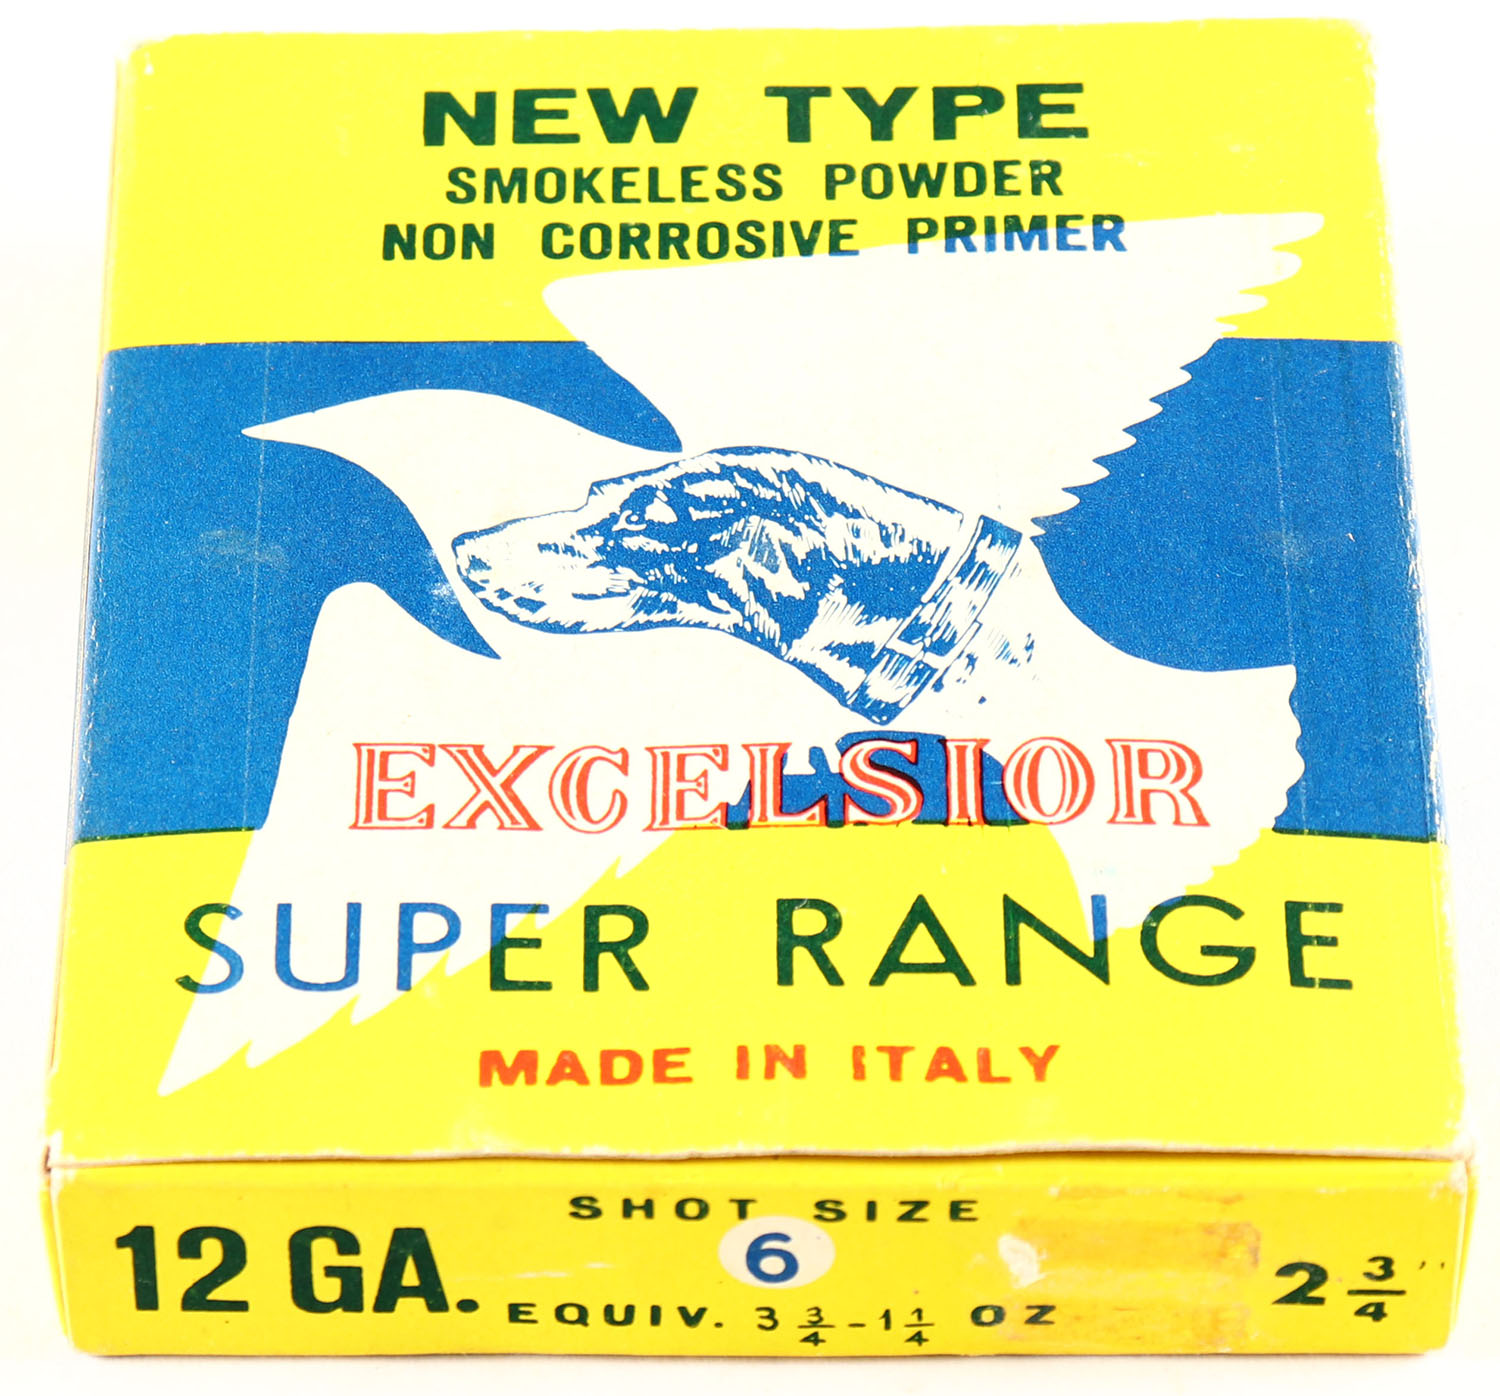 NEW TYPE
SMOKELESS POWDER
NON CORROSIVE PRIMER
EXCELSIOR
SUPER RANGE
MADE IN ITALY
SHOT SIZE
12 GA. 6 2 3/4"
EQUIV. 3 3/4 - 1 1/4 OZ